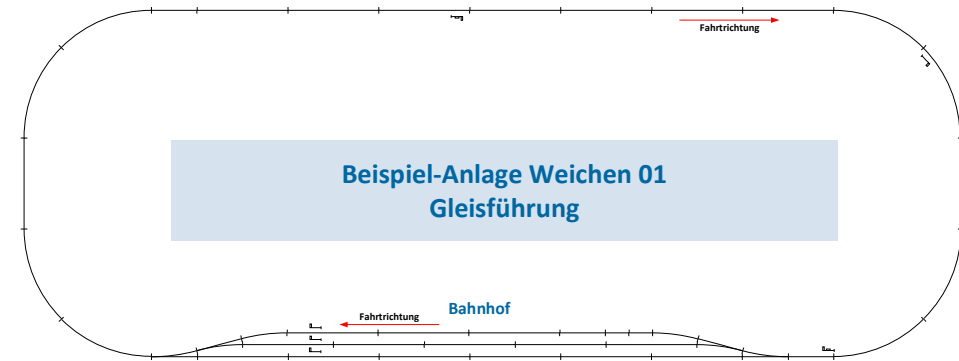 Fahrtrichtung
Beispiel-Anlage Weichen 01
Gleisführung
Bahnhof
Fahrtrichtung